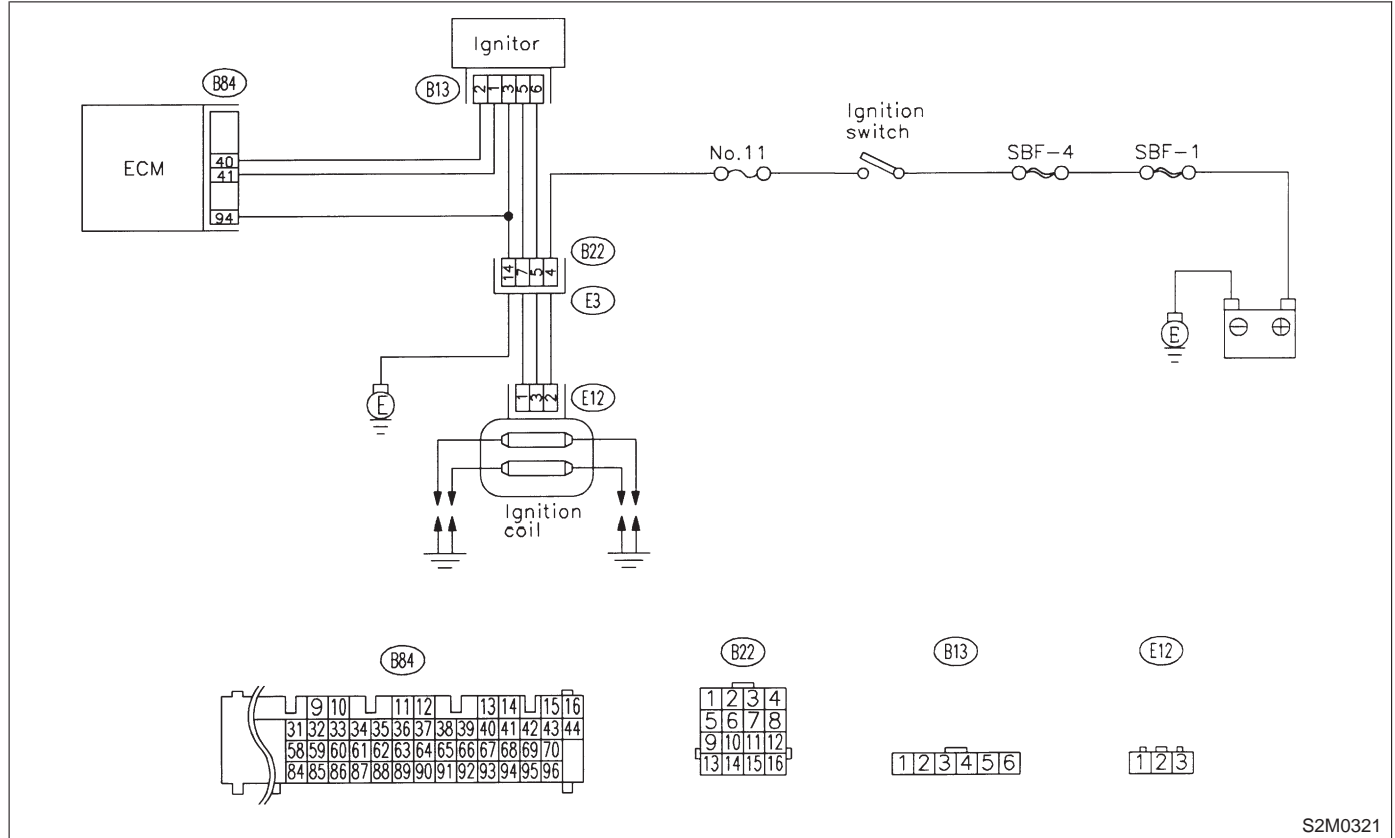 Ignitor
B84
B13
2 1 3 5 6
Ignition
switch
No.11
SBF-4
SBF-1
ECM
40
41
94
B22
14 7 5 4
E3
E
E
⊖ ⊕
1 3 2
E12
Ignition
coil
B84
B22
B13
E12
9 10 11 12 13 14 15 16
31 32 33 34 35 36 37 38 39 40 41 42 43 44
58 59 60 61 62 63 64 65 66 67 68 69 70
84 85 86 87 88 89 90 91 92 93 94 95 96
1 2 3 4
5 6 7 8
9 10 11 12
13 14 15 16
1 2 3 4 5 6
1 2 3
S2M0321